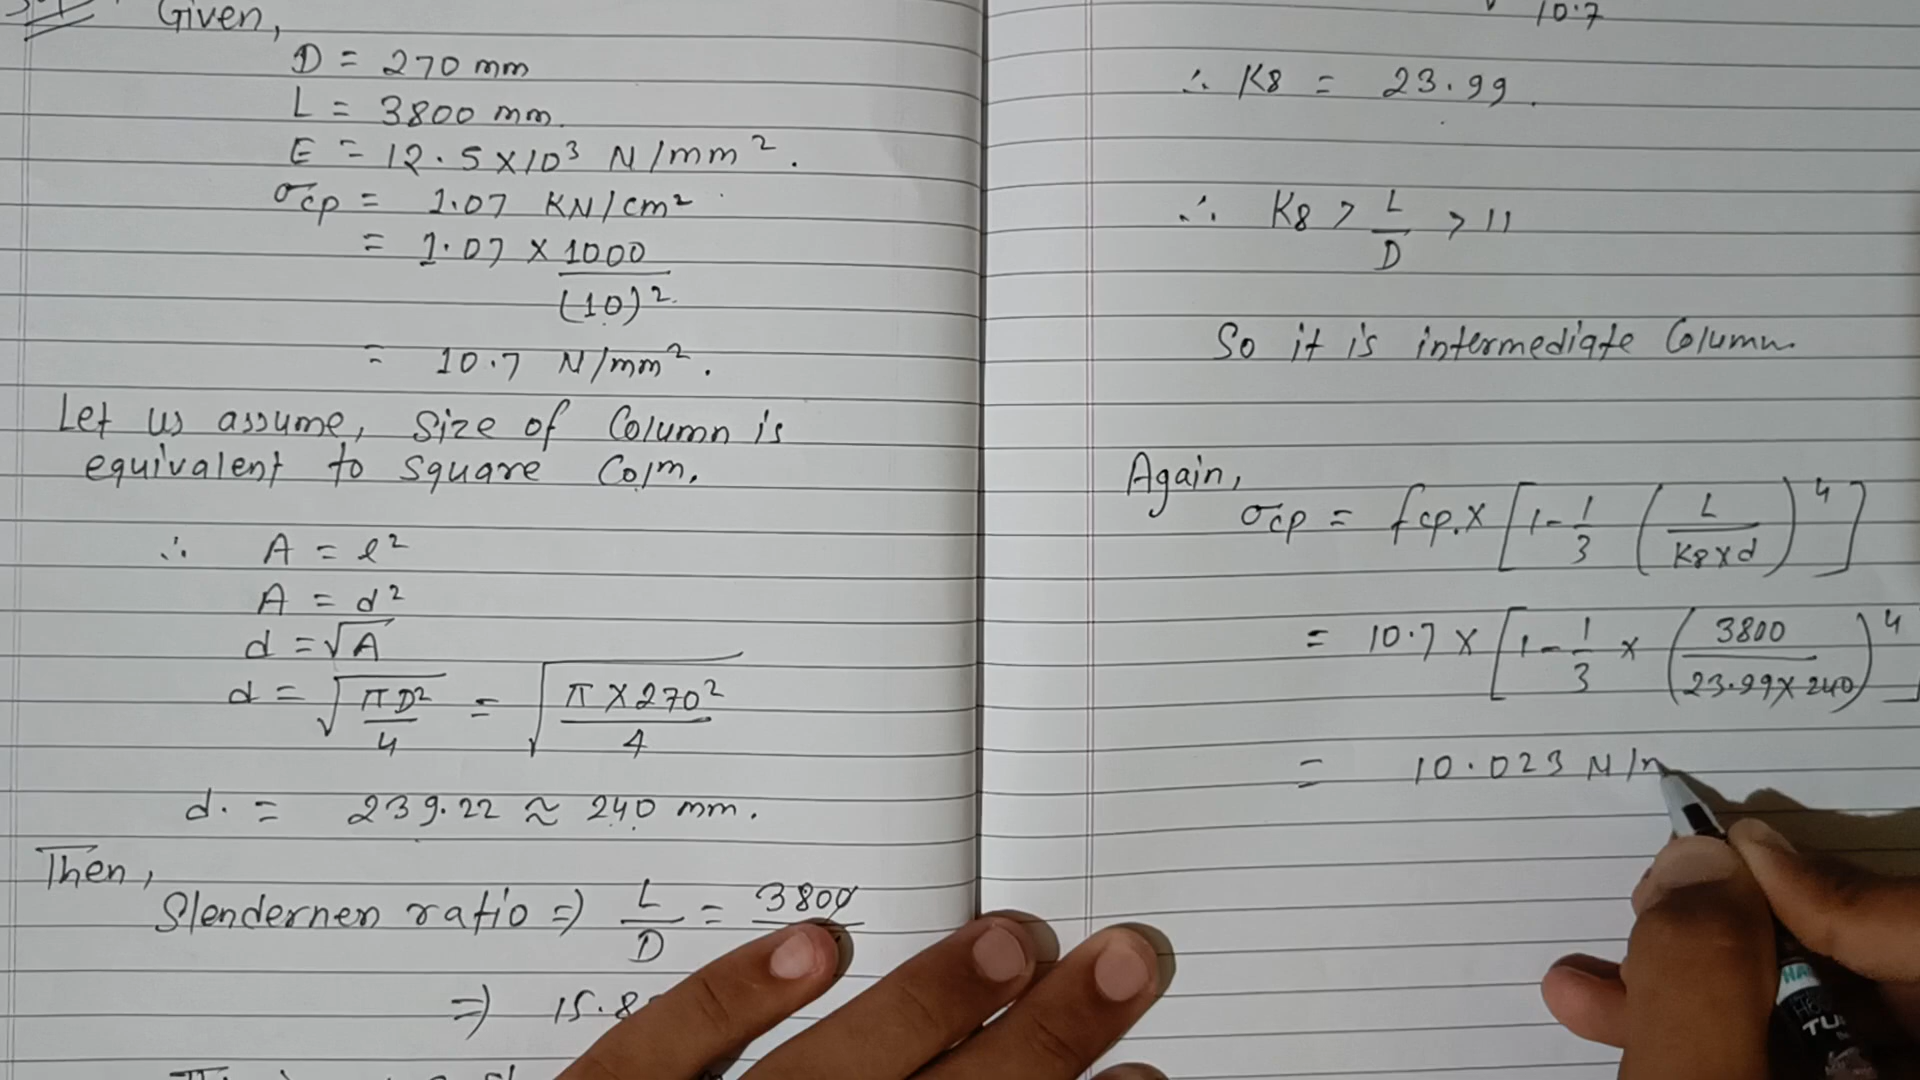 Given,
D = 270 mm
L = 3800 mm.
E = 12.5×10³ N/mm².
σcp = 1.07 KN/cm²
= 1.07 × 1000/(10)²
= 10.7 N/mm².
Let us assume, size of Column is
equivalent to square Colm.
∴ A = l²
A = d²
d = √A
d = √(πD²/4) = √(π×270²/4)
d. = 239.22 ≈ 240 mm.
Then,
Slendernen ratio ⇒ L/D = 3800
⇒ 15.8
10.7
∴ K8 = 23.99.
∴ K8 > L/D > 11
So it is intermediate Column.
Again,
σcp = fcp.× [1-1/3 (L/K8×d)⁴]
= 10.7 × [1-1/3 × (3800/23.99×240)⁴]
= 10.023 N/m